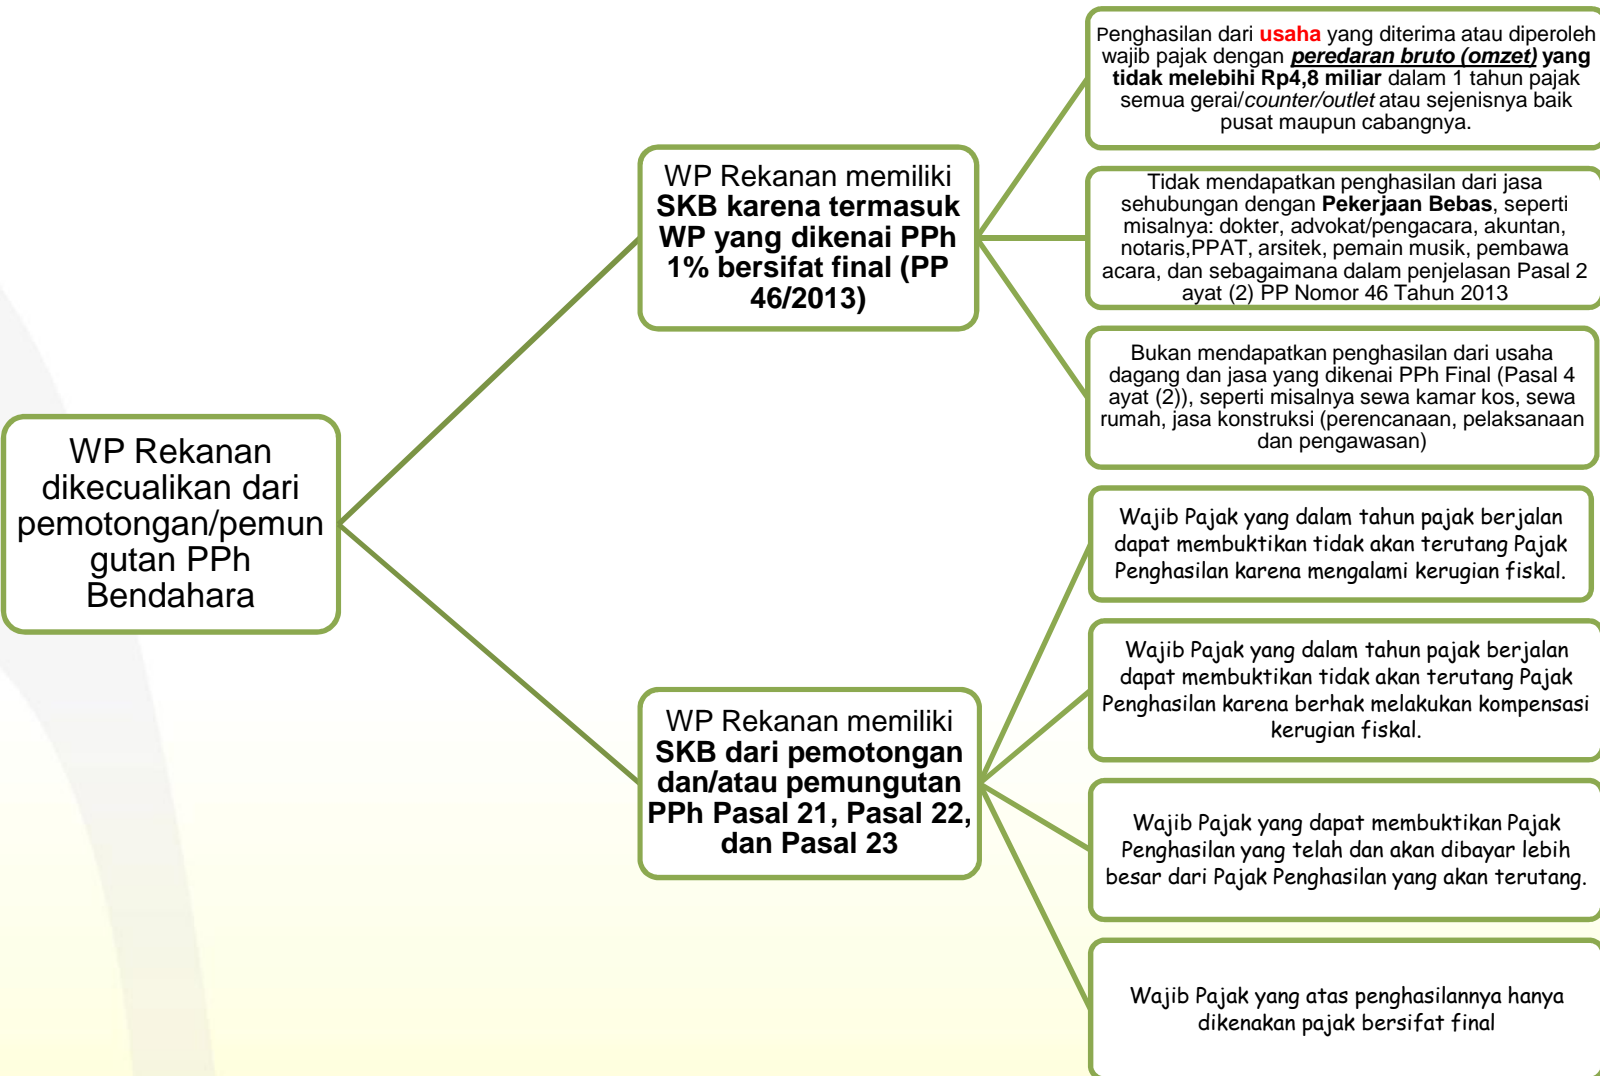 WP Rekanan
dikecualikan dari
pemotongan/pemun
gutan PPh
Bendahara
WP Rekanan memiliki
SKB karena termasuk
WP yang dikenai PPh
1% bersifat final (PP
46/2013)
Penghasilan dari usaha yang diterima atau diperoleh
wajib pajak dengan peredaran bruto (omzet) yang
tidak melebihi Rp4,8 miliar dalam 1 tahun pajak
semua gerai/counter/outlet atau sejenisnya baik
pusat maupun cabangnya.
Tidak mendapatkan penghasilan dari jasa
sehubungan dengan Pekerjaan Bebas, seperti
misalnya: dokter, advokat/pengacara, akuntan,
notaris,PPAT, arsitek, pemain musik, pembawa
acara, dan sebagaimana dalam penjelasan Pasal 2
ayat (2) PP Nomor 46 Tahun 2013
Bukan mendapatkan penghasilan dari usaha
dagang dan jasa yang dikenai PPh Final (Pasal 4
ayat (2)), seperti misalnya sewa kamar kos, sewa
rumah, jasa konstruksi (perencanaan, pelaksanaan
dan pengawasan)
WP Rekanan memiliki
SKB dari pemotongan
dan/atau pemungutan
PPh Pasal 21, Pasal 22,
dan Pasal 23
Wajib Pajak yang dalam tahun pajak berjalan
dapat membuktikan tidak akan terutang Pajak
Penghasilan karena mengalami kerugian fiskal.
Wajib Pajak yang dalam tahun pajak berjalan
dapat membuktikan tidak akan terutang Pajak
Penghasilan karena berhak melakukan kompensasi
kerugian fiskal.
Wajib Pajak yang dapat membuktikan Pajak
Penghasilan yang telah dan akan dibayar lebih
besar dari Pajak Penghasilan yang akan terutang.
Wajib Pajak yang atas penghasilannya hanya
dikenakan pajak bersifat final